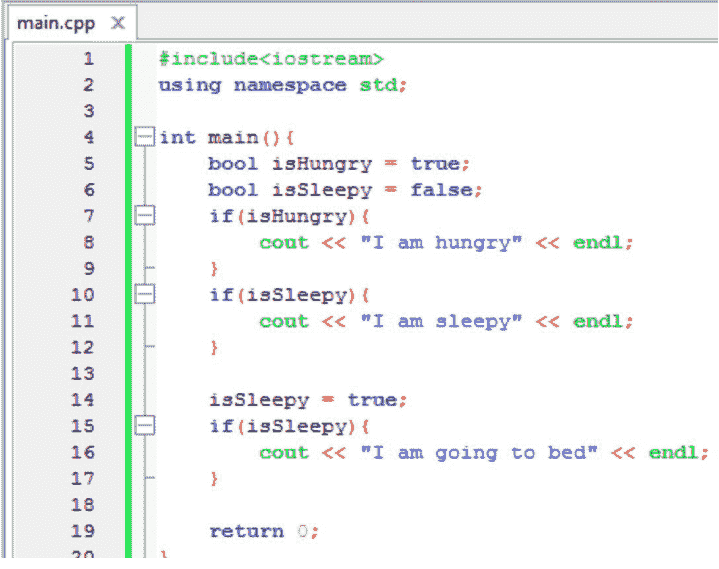 main.cpp X
1 #include<iostream>
2 using namespace std;
3
4 int main(){
5 bool isHungry = true;
6 bool isSleepy = false;
7 if(isHungry){
8 cout << "I am hungry" << endl;
9 }
10 if(isSleepy){
11 cout << "I am sleepy" << endl;
12 }
13
14 isSleepy = true;
15 if(isSleepy){
16 cout << "I am going to bed" << endl;
17 }
18
19 return 0;
20 }